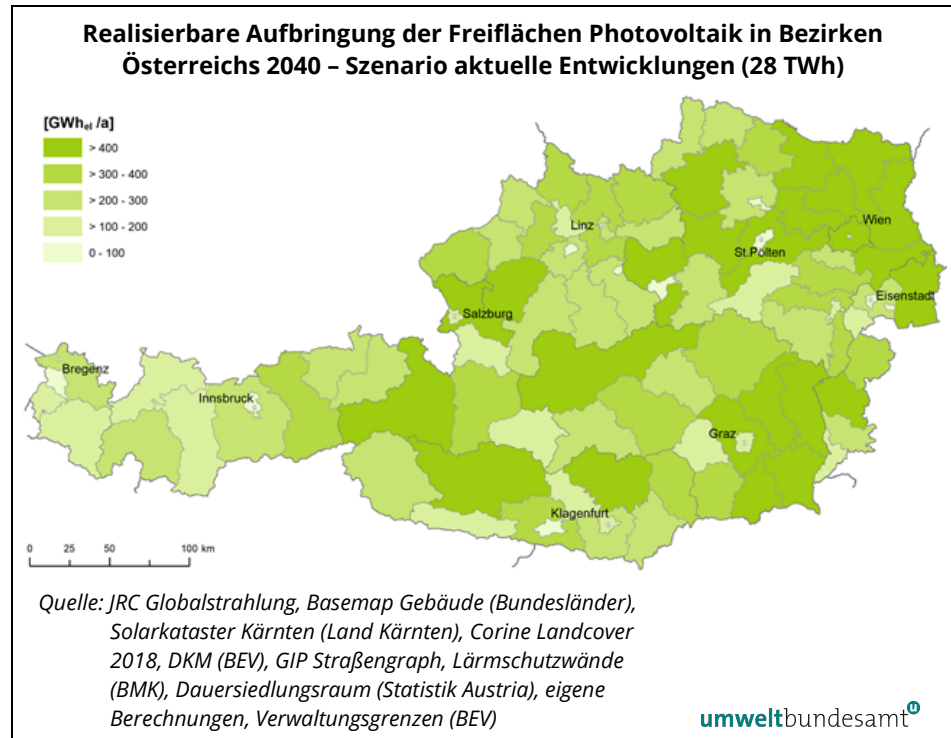 Realisierbare Aufbringung der Freiflächen Photovoltaik in Bezirken
Österreichs 2040 – Szenario aktuelle Entwicklungen (28 TWh)
[GWhel /a]
> 400
> 300 - 400
> 200 - 300
> 100 - 200
0 - 100
Linz
Wien
St.Pölten
Eisenstadt
Salzburg
Bregenz
Innsbruck
Graz
Klagenfurt
0 25 50 100 km
Quelle: JRC Globalstrahlung, Basemap Gebäude (Bundesländer),
Solarkataster Kärnten (Land Kärnten), Corine Landcover
2018, DKM (BEV), GIP Straßengraph, Lärmschutzwände
(BMK), Dauersiedlungsraum (Statistik Austria), eigene
Berechnungen, Verwaltungsgrenzen (BEV)
umweltbundesamt u